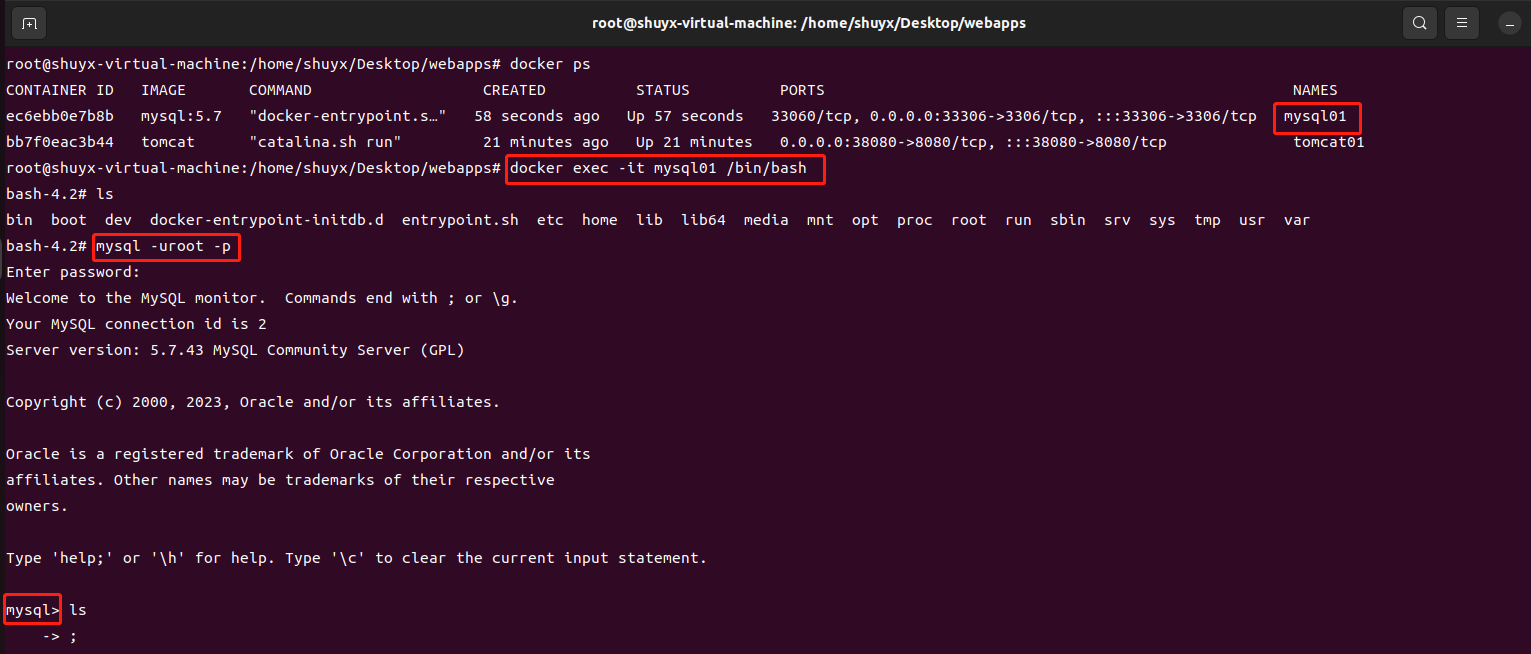 root@shuyx-virtual-machine: /home/shuyx/Desktop/webapps
root@shuyx-virtual-machine:/home/shuyx/Desktop/webapps# docker ps
CONTAINER ID   IMAGE       COMMAND                   CREATED          STATUS          PORTS                                                    NAMES
ec6ebb0e7b8b   mysql:5.7   "docker-entrypoint.s…"   58 seconds ago   Up 57 seconds   33060/tcp, 0.0.0.0:33306->3306/tcp, :::33306->3306/tcp   mysql01
bb7f0eac3b44   tomcat      "catalina.sh run"         21 minutes ago   Up 21 minutes   0.0.0.0:38080->8080/tcp, :::38080->8080/tcp              tomcat01
root@shuyx-virtual-machine:/home/shuyx/Desktop/webapps# docker exec -it mysql01 /bin/bash
bash-4.2# ls
bin  boot  dev  docker-entrypoint-initdb.d  entrypoint.sh  etc  home  lib  lib64  media  mnt  opt  proc  root  run  sbin  srv  sys  tmp  usr  var
bash-4.2# mysql -uroot -p
Enter password:
Welcome to the MySQL monitor.  Commands end with ; or \g.
Your MySQL connection id is 2
Server version: 5.7.43 MySQL Community Server (GPL)
Copyright (c) 2000, 2023, Oracle and/or its affiliates.
Oracle is a registered trademark of Oracle Corporation and/or its
affiliates. Other names may be trademarks of their respective
owners.
Type 'help;' or '\h' for help. Type '\c' to clear the current input statement.
mysql> ls
    -> ;